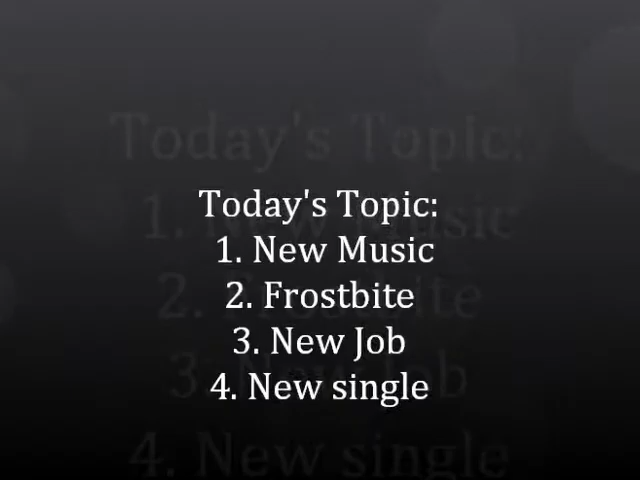 Today's Topic:
1. New Music
2. Frostbite
3. New Job
4. New single